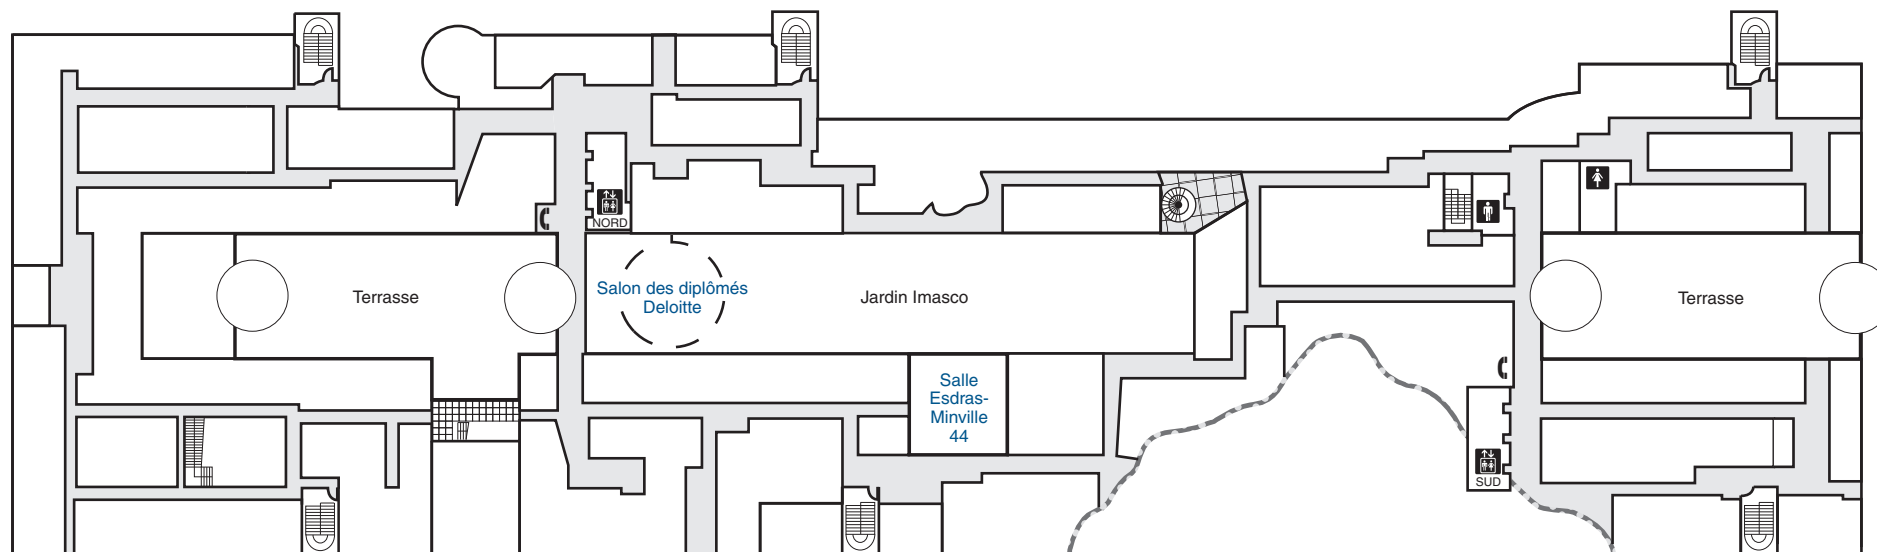 NORD
Salon des diplômés
Deloitte
Terrasse
Jardin Imasco
Terrasse
Salle
Esdras-
Minville
44
SUD